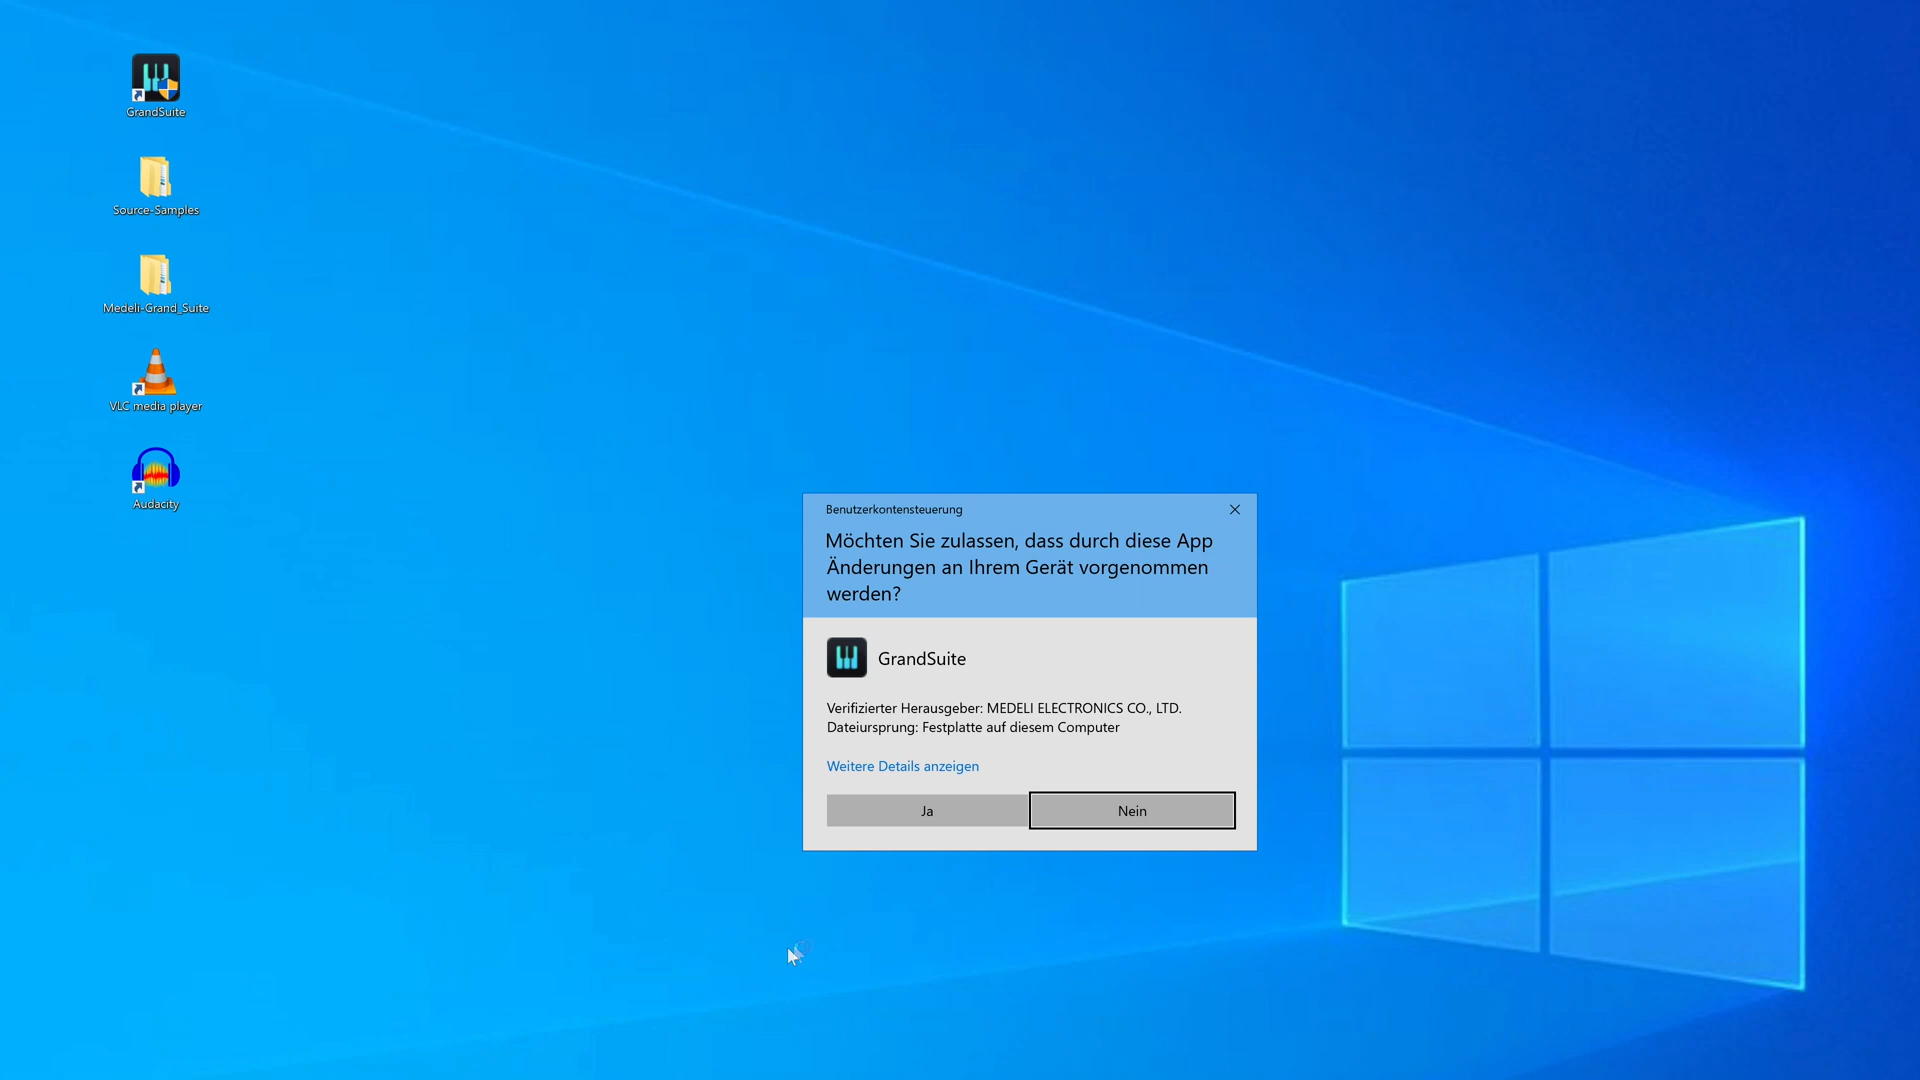 GrandSuite
Source-Samples
Medeli-Grand_Suite
VLC media player
Audacity
Benutzerkontensteuerung
Möchten Sie zulassen, dass durch diese App
Änderungen an Ihrem Gerät vorgenommen
werden?
GrandSuite
Verifizierter Herausgeber: MEDELI ELECTRONICS CO., LTD.
Dateiursprung: Festplatte auf diesem Computer
Weitere Details anzeigen
Ja
Nein